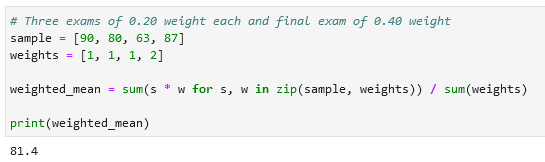 # Three exams of 0.20 weight each and final exam of 0.40 weight
sample = [90, 80, 63, 87]
weights = [1, 1, 1, 2]
weighted_mean = sum(s * w for s, w in zip(sample, weights)) / sum(weights)
print(weighted_mean)
81.4